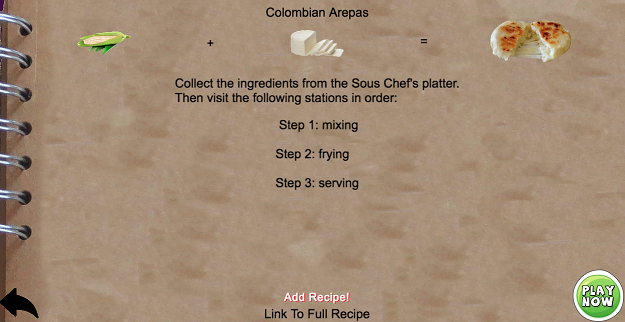 Colombian Arepas
+ =
Collect the ingredients from the Sous Chef's platter.
Then visit the following stations in order:
Step 1: mixing
Step 2: frying
Step 3: serving
Add Recipe!
Link To Full Recipe
PLAY
NOW